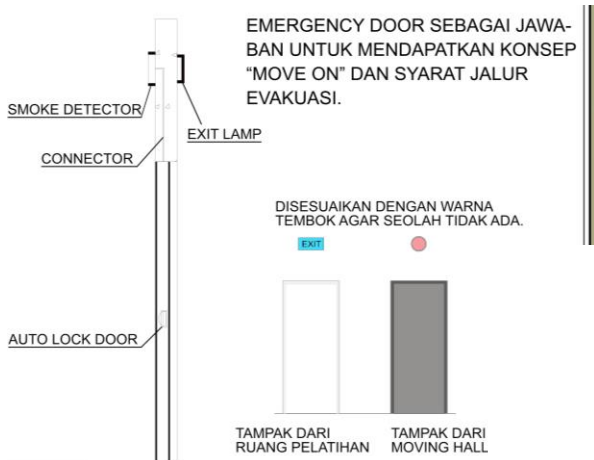 EMERGENCY DOOR SEBAGAI JAWA-
BAN UNTUK MENDAPATKAN KONSEP
“MOVE ON” DAN SYARAT JALUR
EVAKUASI.
SMOKE DETECTOR
EXIT LAMP
CONNECTOR
DISESUAIKAN DENGAN WARNA
TEMBOK AGAR SEOLAH TIDAK ADA.
EXIT
AUTO LOCK DOOR
TAMPAK DARI
RUANG PELATIHAN
TAMPAK DARI
MOVING HALL